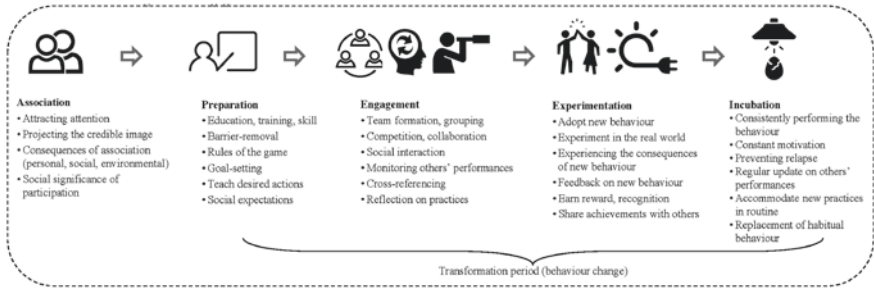 Association
• Attracting attention
• Projecting the credible image
• Consequences of association
(personal, social, environmental)
• Social significance of
participation
Preparation
• Education, training, skill
• Barrier-removal
• Rules of the game
• Goal-setting
• Teach desired actions
• Social expectations
Engagement
• Team formation, grouping
• Competition, collaboration
• Social interaction
• Monitoring others' performances
• Cross-referencing
• Reflection on practices
Experimentation
• Adopt new behaviour
• Experiment in the real world
• Experiencing the consequences
of new behaviour
• Feedback on new behaviour
• Earn reward, recognition
• Share achievements with others
Incubation
• Consistently performing the
behaviour
• Constant motivation
• Preventing relapse
• Regular update on others'
performances
• Accommodate new practices
in routine
• Replacement of habitual
behaviour
Transformation period (behaviour change)